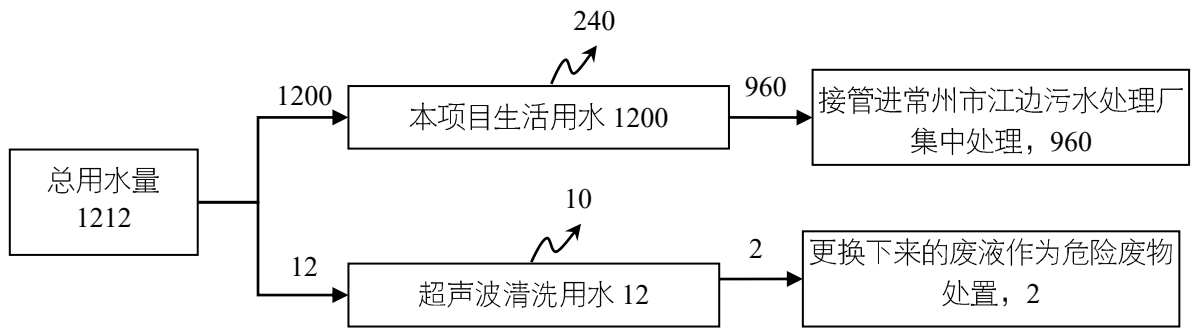 240
1200
960
本项目生活用水 1200
接管进常州市江边污水处理厂
集中处理，960
总用水量
1212
10
12
2
超声波清洗用水 12
更换下来的废液作为危险废物
处置，2